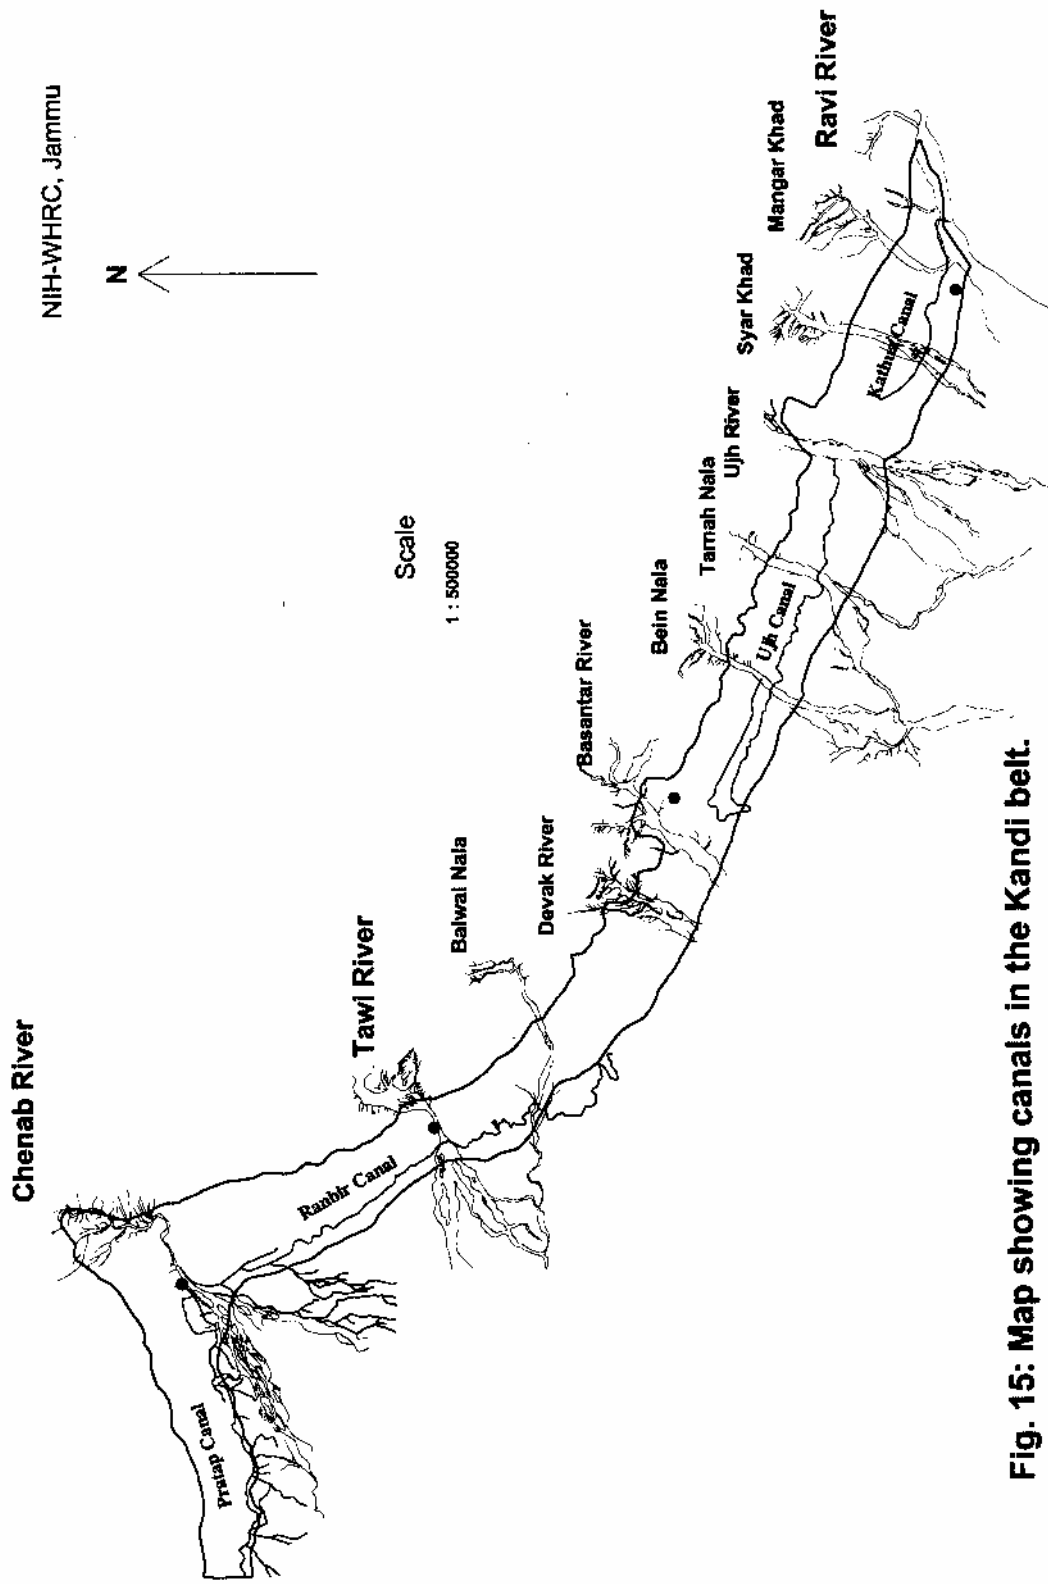 NIH-WHRC, Jammu
N
Chenab River
Tawi River
Balwal Nala
Devak River
Basantar River
Bein Nala
Tarnah Nala
Ujh River
Syar Khad
Mangar Khad
Ravi River
Scale
1 : 500000
Pratap Canal
Ranbir Canal
Ujh Canal
Kathua Canal
Fig. 15: Map showing canals in the Kandi belt.